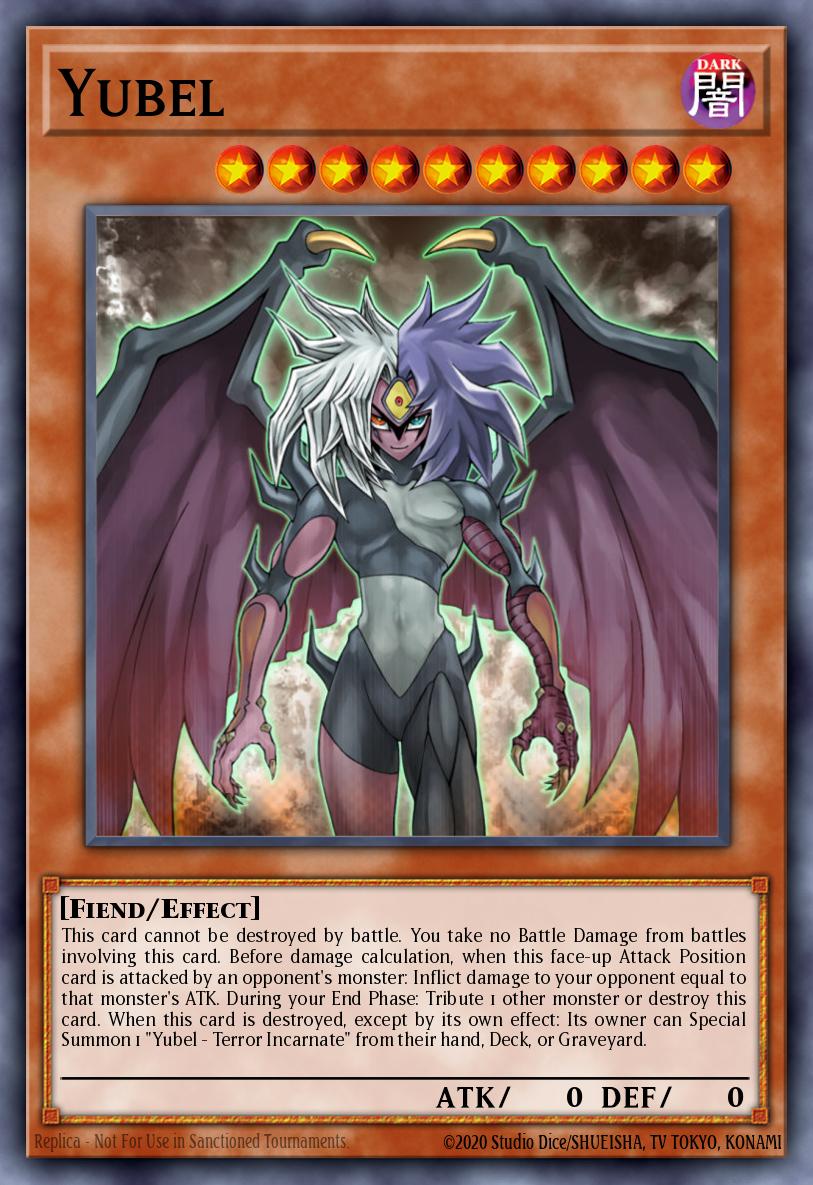 YUBEL
DARK
闇
[FIEND/EFFECT]
This card cannot be destroyed by battle. You take no Battle Damage from battles
involving this card. Before damage calculation, when this face-up Attack Position
card is attacked by an opponent's monster: Inflict damage to your opponent equal to
that monster's ATK. During your End Phase: Tribute 1 other monster or destroy this
card. When this card is destroyed, except by its own effect: Its owner can Special
Summon 1 "Yubel - Terror Incarnate" from their hand, Deck, or Graveyard.
ATK/ 0 DEF/ 0
Replica - Not For Use in Sanctioned Tournaments.
©2020 Studio Dice/SHUEISHA, TV TOKYO, KONAMI